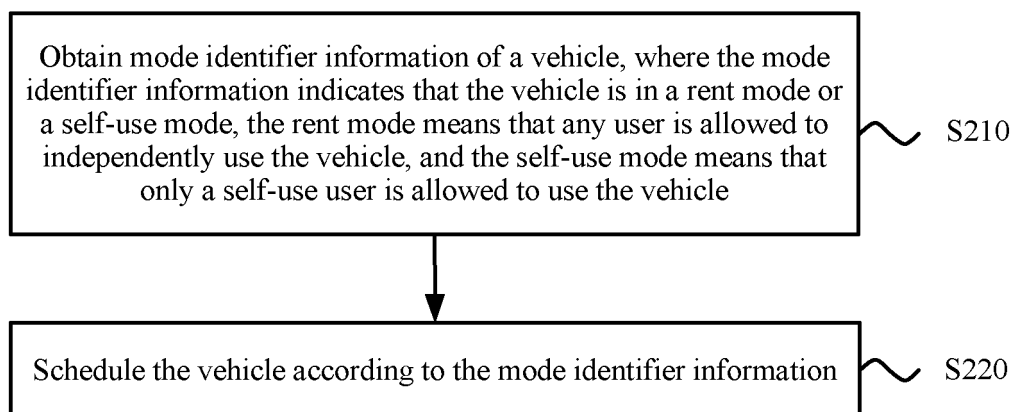 Obtain mode identifier information of a vehicle, where the mode
identifier information indicates that the vehicle is in a rent mode or
a self-use mode, the rent mode means that any user is allowed to
independently use the vehicle, and the self-use mode means that
only a self-use user is allowed to use the vehicle
S210
Schedule the vehicle according to the mode identifier information
S220